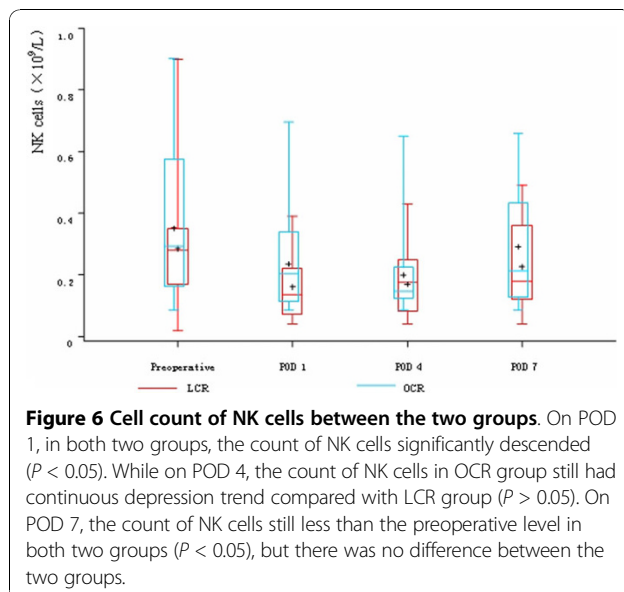 1.0
0.8
0.6
0.4
0.2
0
NK cells (×10⁹/L)
Preoperative POD 1 POD 4 POD 7
LCR OCR
Figure 6 Cell count of NK cells between the two groups. On POD
1, in both two groups, the count of NK cells significantly descended
(P < 0.05). While on POD 4, the count of NK cells in OCR group still had
continuous depression trend compared with LCR group (P > 0.05). On
POD 7, the count of NK cells still less than the preoperative level in
both two groups (P < 0.05), but there was no difference between the
two groups.